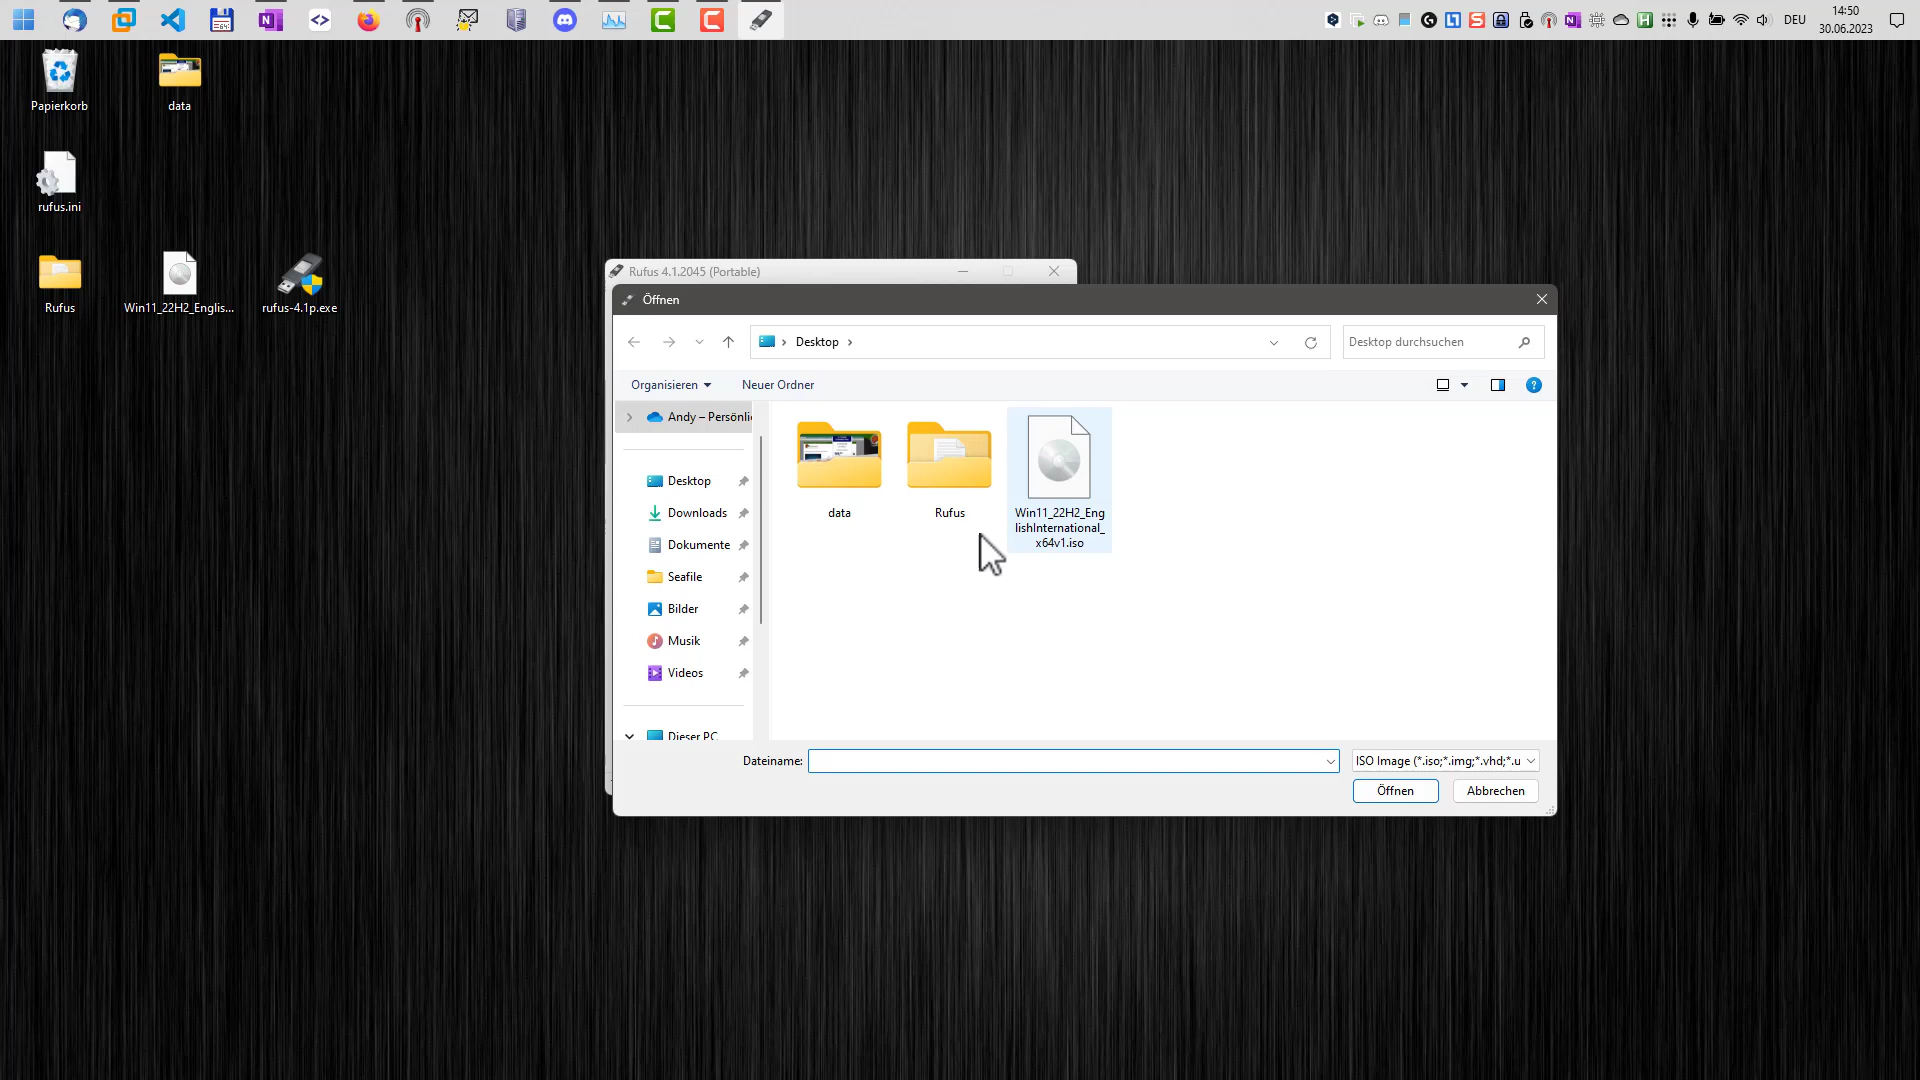 DEU
14:50
30.06.2023
Papierkorb
data
rufus.ini
Rufus
Win11_22H2_Englis...
rufus-4.1p.exe
Rufus 4.1.2045 (Portable)
Öffnen
Desktop
Desktop durchsuchen
Organisieren
Neuer Ordner
Andy – Persönli
Desktop
Downloads
Dokumente
Seafile
Bilder
Musik
Videos
Dieser PC
data
Rufus
Win11_22H2_Eng
lishInternational_
x64v1.iso
Dateiname:
ISO Image (*.iso;*.img;*.vhd;*.u
Öffnen
Abbrechen